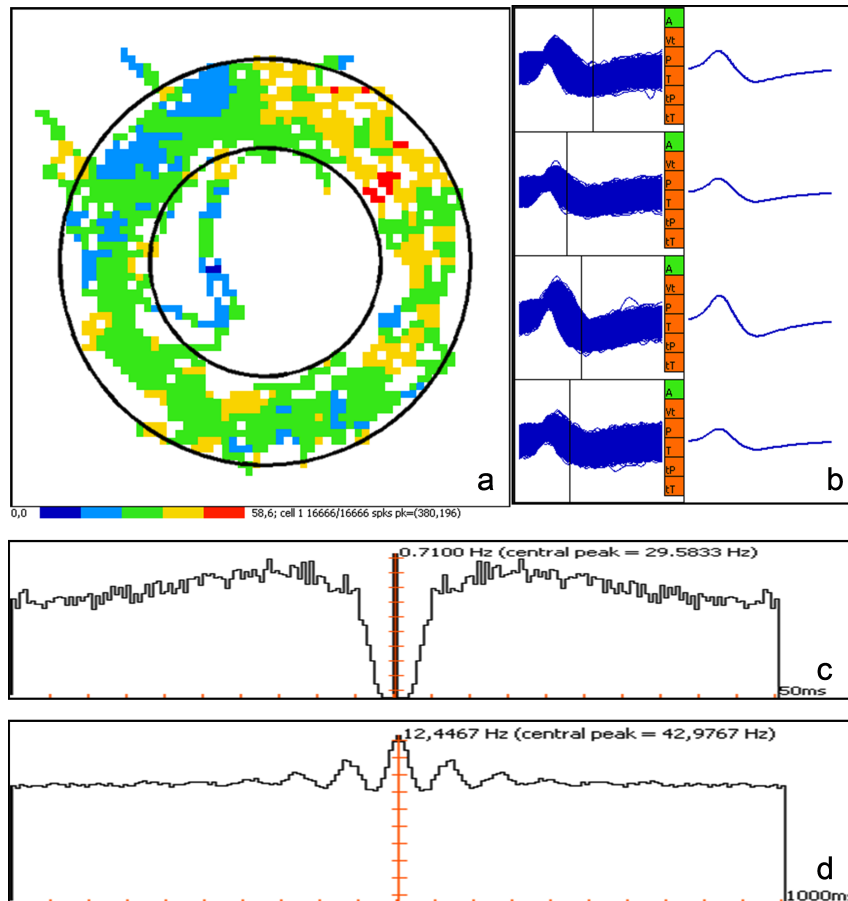 a
0,0 58,6; cell 1 16666/16666 spks pk=(380,196)
A
Vt
P
T
tP
tT
A
Vt
P
T
tP
tT
A
Vt
P
T
tP
tT
A
Vt
P
T
tP
tT
b
0.7100 Hz (central peak = 29.5833 Hz)
c
50ms
12,4467 Hz (central peak = 42,9767 Hz)
d
1000ms